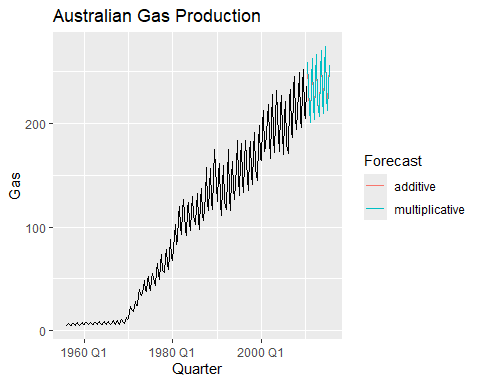 Australian Gas Production
Gas
200
100
0
1960 Q1
1980 Q1
2000 Q1
Quarter
Forecast
additive
multiplicative